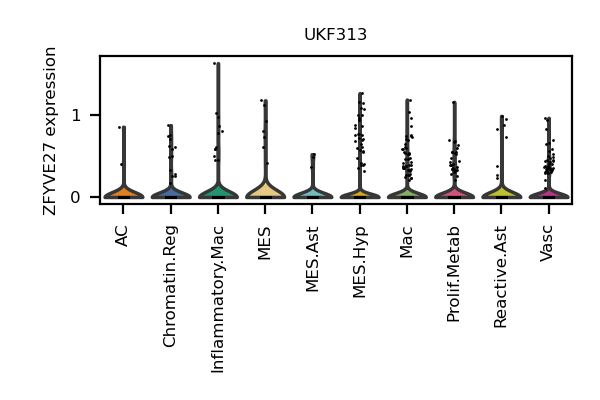 UKF313
ZFYVE27 expression
1
0
AC
Chromatin.Reg
Inflammatory.Mac
MES
MES.Ast
MES.Hyp
Mac
Prolif.Metab
Reactive.Ast
Vasc